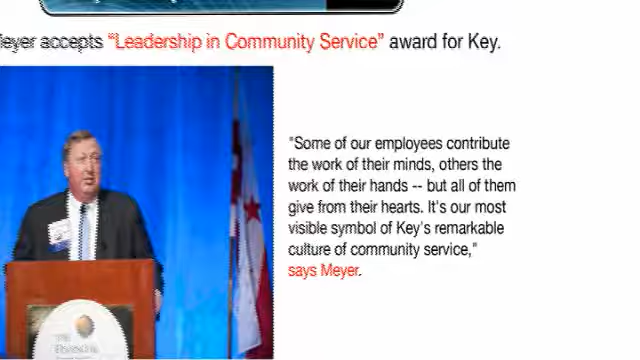 eyer accepts "Leadership in Community Service" award for Key.
"Some of our employees contribute
the work of their minds, others the
work of their hands -- but all of them
give from their hearts. It's our most
visible symbol of Key's remarkable
culture of community service,"
says Meyer.